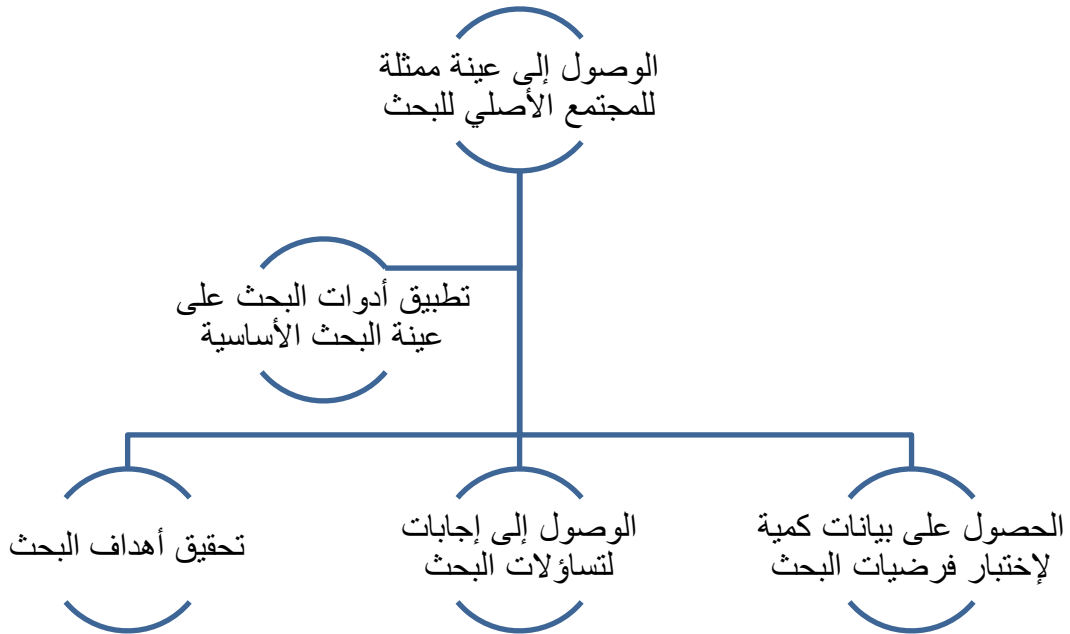 الوصول إلى عينة ممثلة
للمجتمع الأصلي للبحث
تطبيق أدوات البحث على
عينة البحث الأساسية
الحصول على بيانات كمية
لإختبار فرضيات البحث
الوصول إلى إجابات
لتساؤلات البحث
تحقيق أهداف البحث